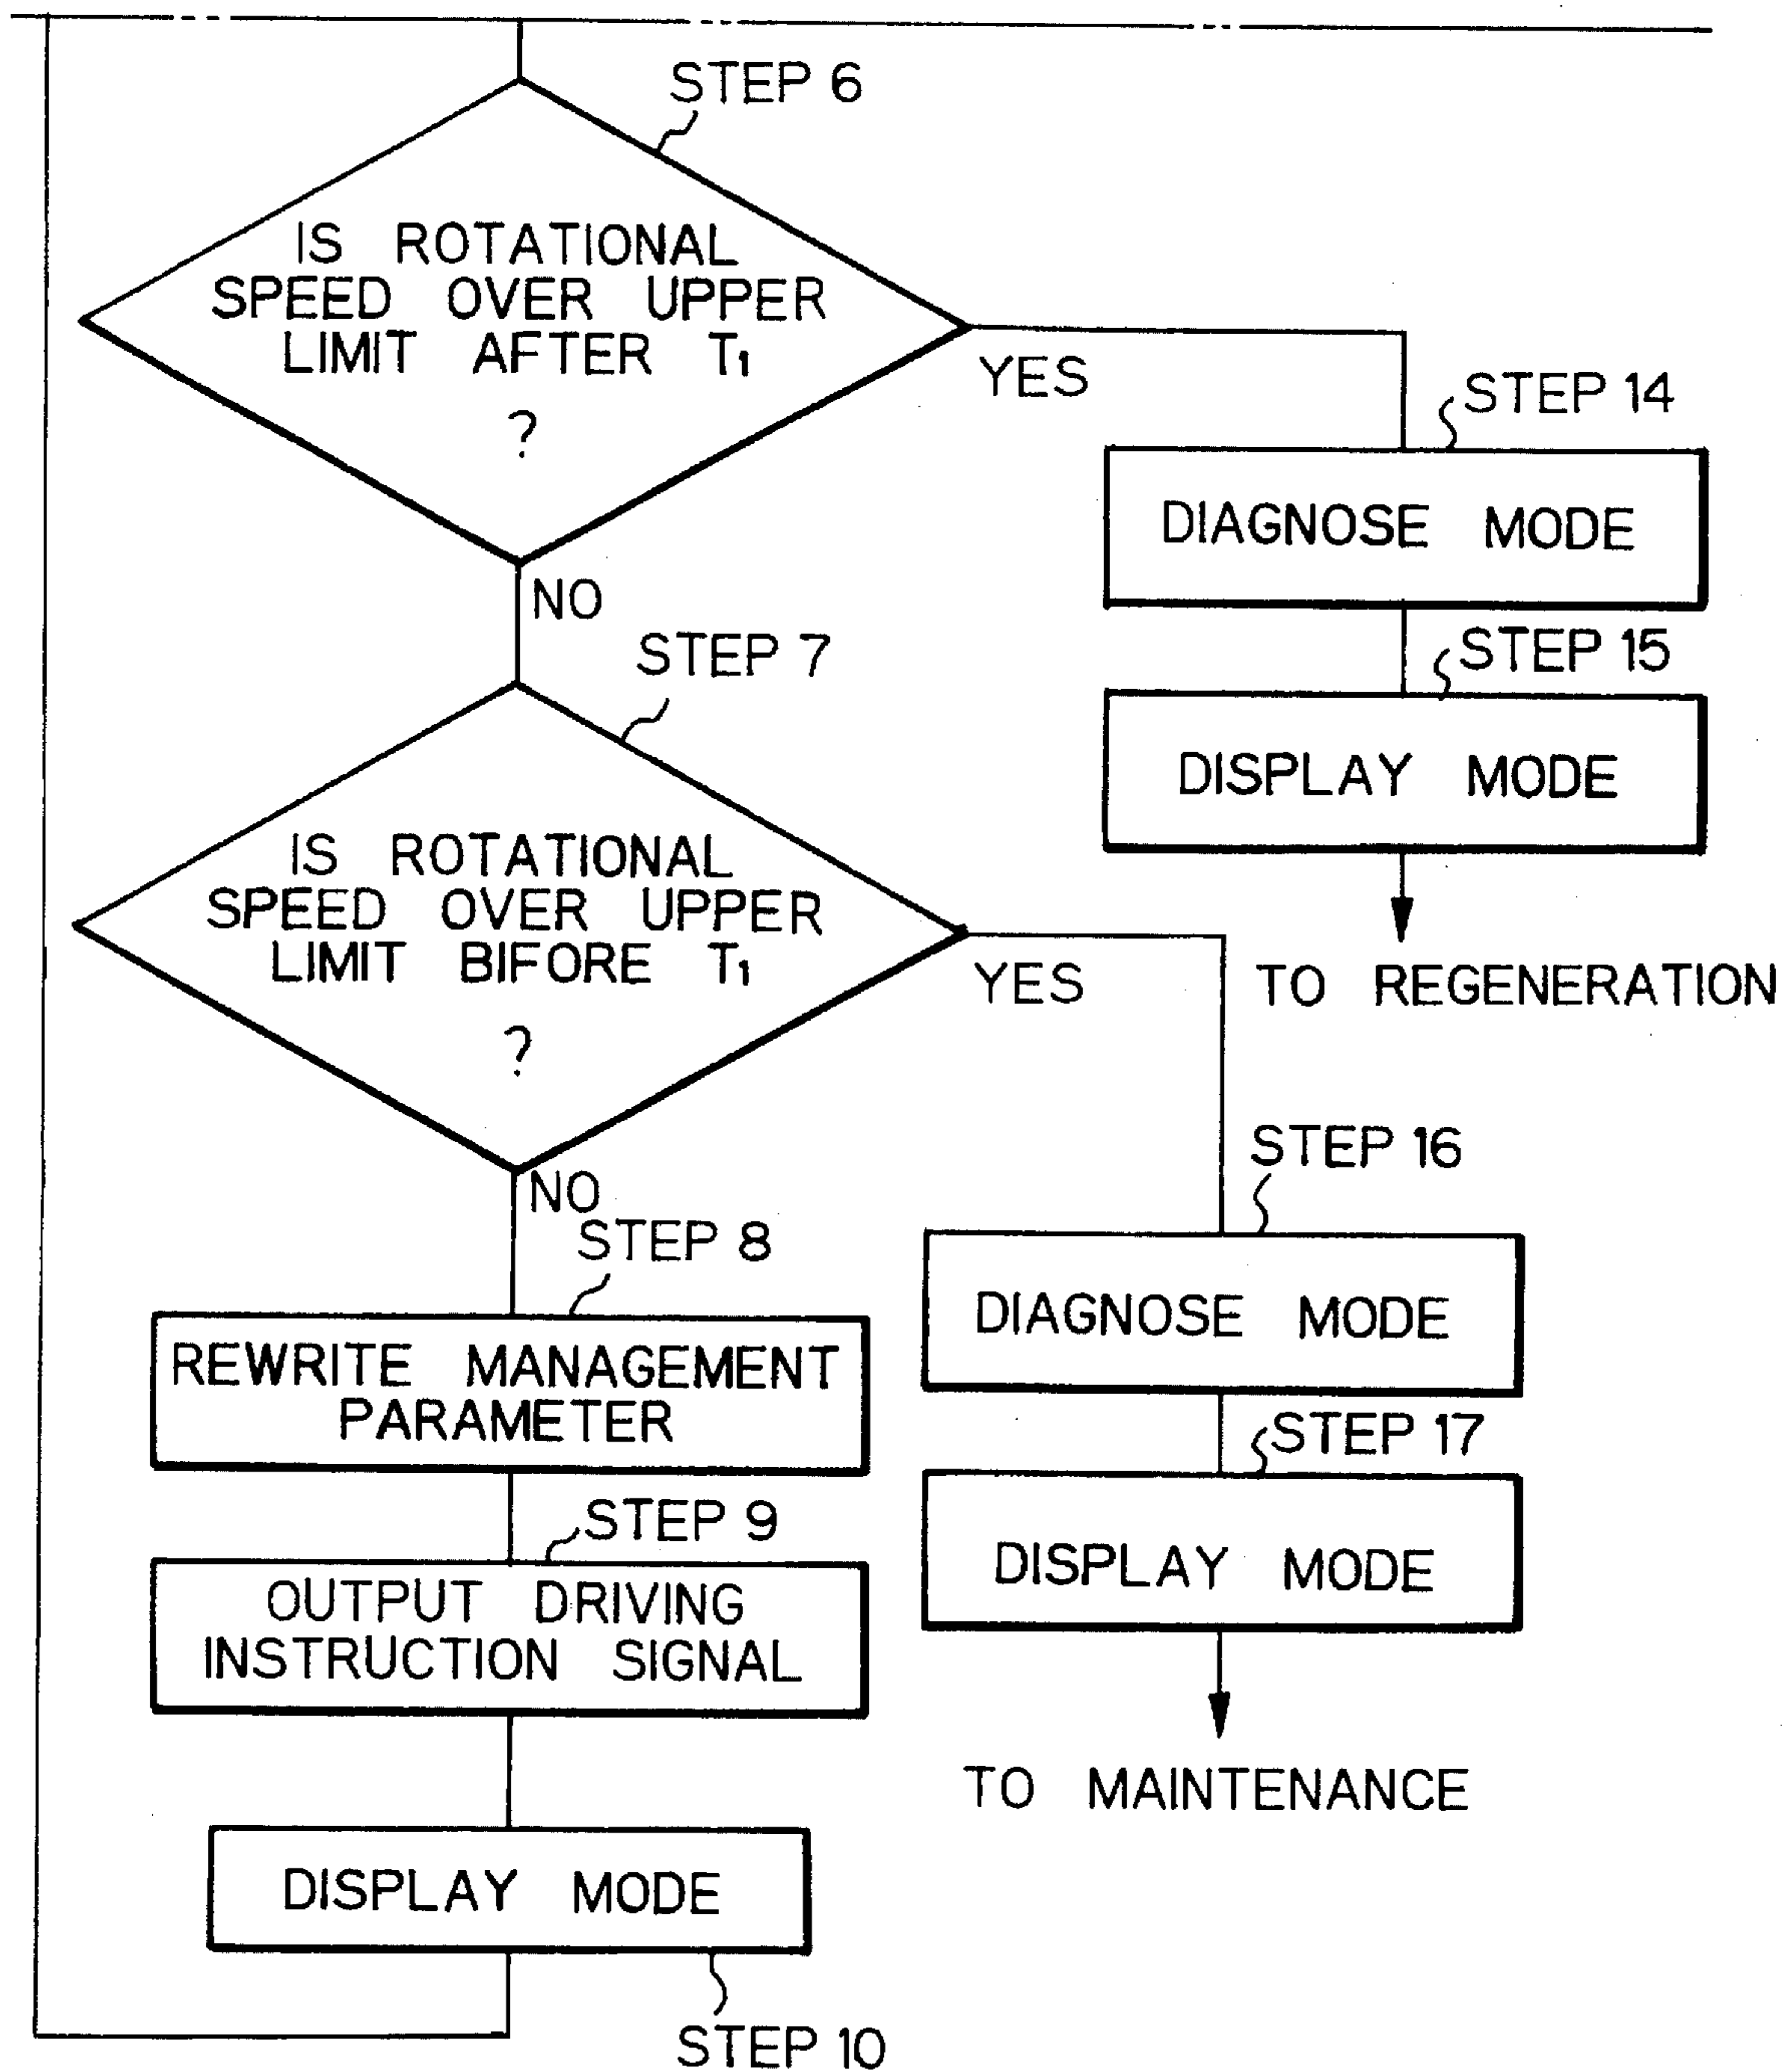 STEP 6
IS ROTATIONAL
SPEED OVER UPPER
LIMIT AFTER T₁
?
YES
NO
STEP 14
DIAGNOSE MODE
STEP 15
DISPLAY MODE
TO REGENERATION
STEP 7
IS ROTATIONAL
SPEED OVER UPPER
LIMIT BIFORE T₁
?
YES
NO
STEP 16
DIAGNOSE MODE
STEP 17
DISPLAY MODE
TO MAINTENANCE
STEP 8
REWRITE MANAGEMENT
PARAMETER
STEP 9
OUTPUT DRIVING
INSTRUCTION SIGNAL
DISPLAY MODE
STEP 10